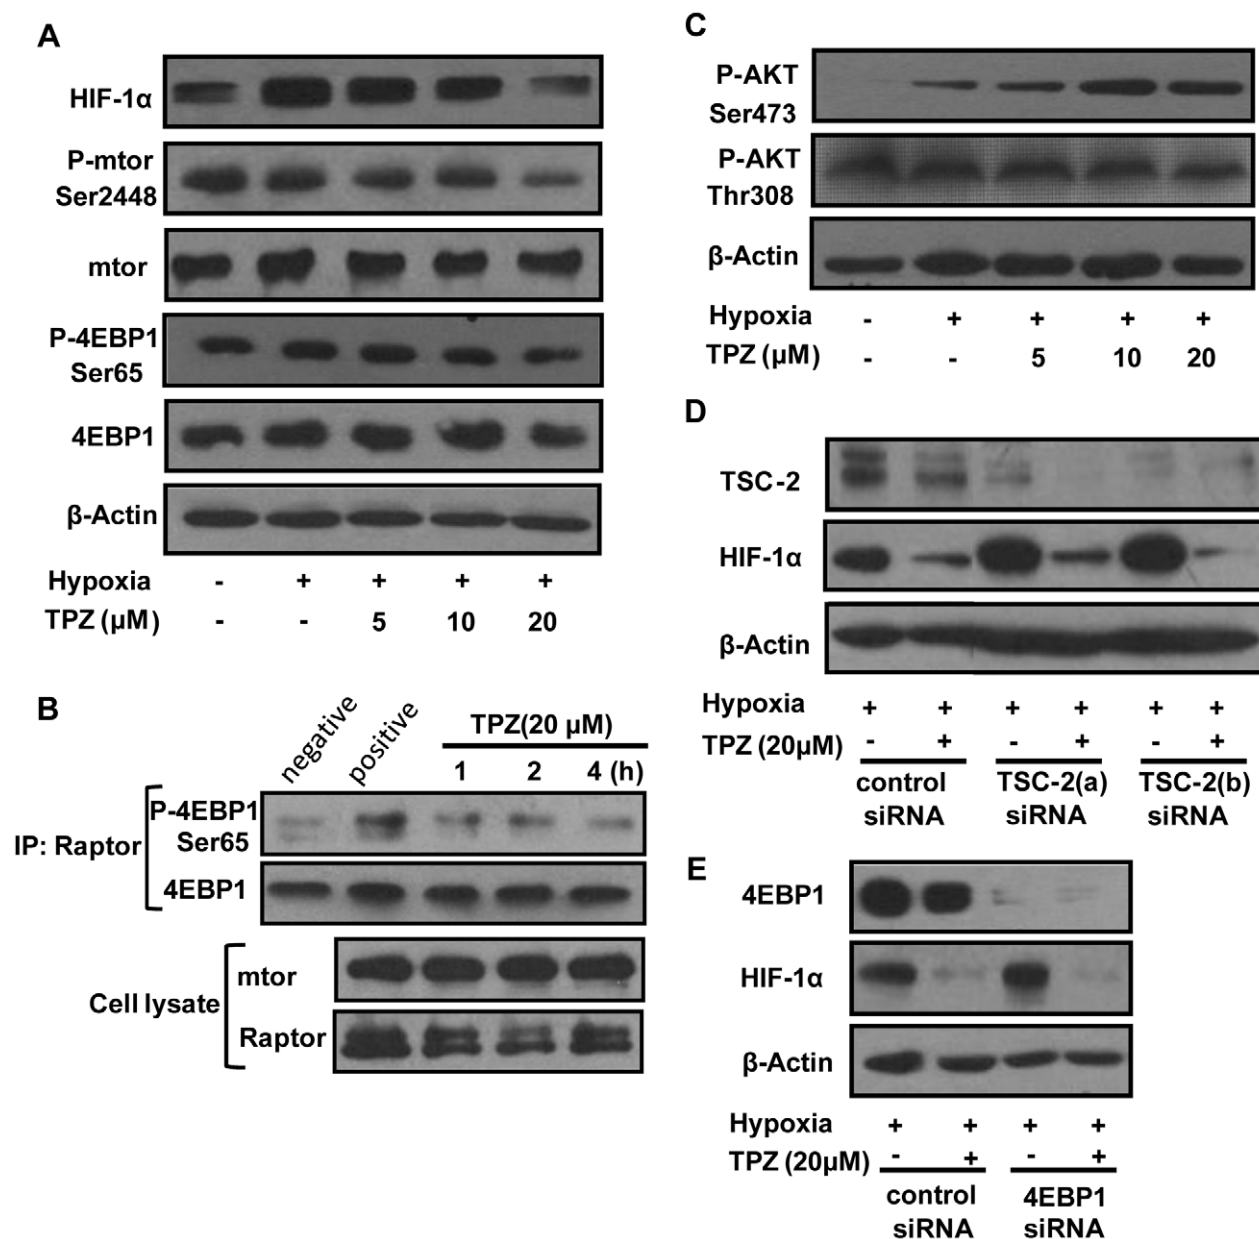 A
HIF-1α
P-mtor
Ser2448
mtor
P-4EBP1
Ser65
4EBP1
β-Actin
Hypoxia - + + + +
TPZ (μM) - - 5 10 20
B
negative positive TPZ(20 μM)
1 2 4 (h)
IP: Raptor
P-4EBP1
Ser65
4EBP1
Cell lysate
mtor
Raptor
C
P-AKT
Ser473
P-AKT
Thr308
β-Actin
Hypoxia - + + + +
TPZ (μM) - - 5 10 20
D
TSC-2
HIF-1α
β-Actin
Hypoxia + + + + + +
TPZ (20μM) - + - + - +
control TSC-2(a) TSC-2(b)
siRNA siRNA siRNA
E
4EBP1
HIF-1α
β-Actin
Hypoxia + + + +
TPZ (20μM) - + - +
control 4EBP1
siRNA siRNA